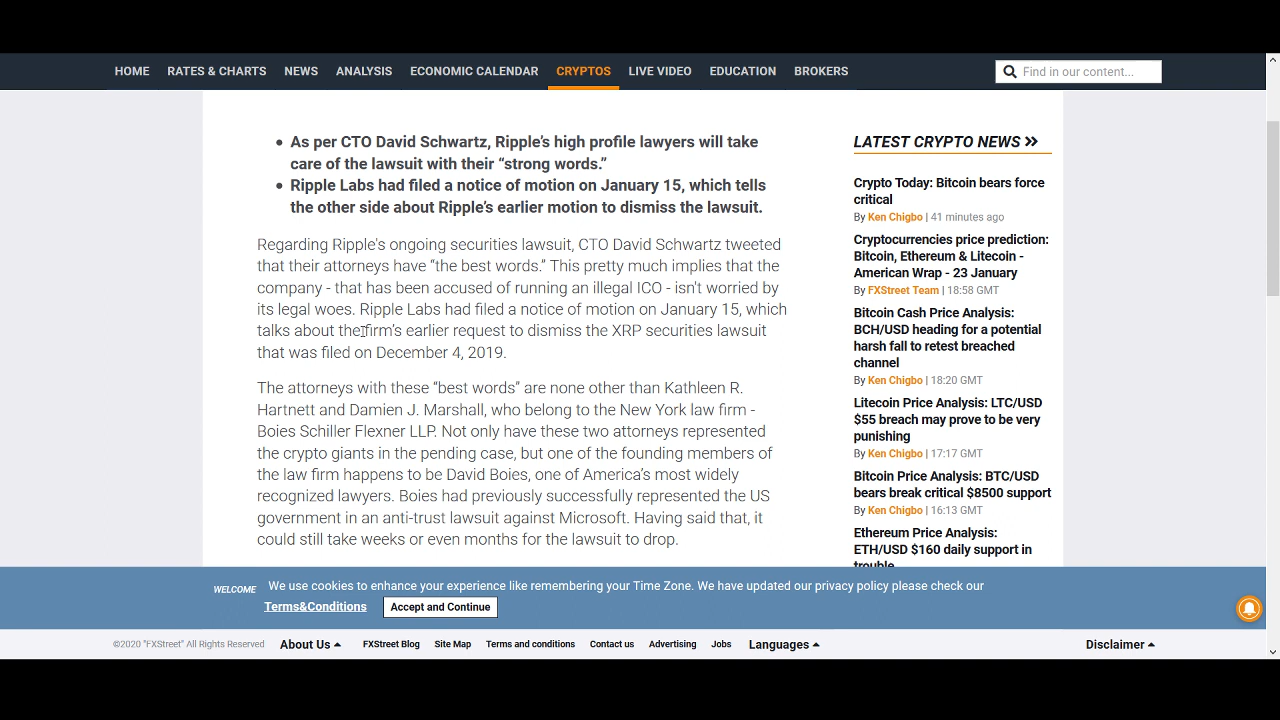 HOME RATES & CHARTS NEWS ANALYSIS ECONOMIC CALENDAR CRYPTOS LIVE VIDEO EDUCATION BROKERS Find in our content...
• As per CTO David Schwartz, Ripple's high profile lawyers will take
care of the lawsuit with their “strong words.”
• Ripple Labs had filed a notice of motion on January 15, which tells
the other side about Ripple's earlier motion to dismiss the lawsuit.
Regarding Ripple's ongoing securities lawsuit, CTO David Schwartz tweeted
that their attorneys have “the best words.” This pretty much implies that the
company - that has been accused of running an illegal ICO - isn't worried by
its legal woes. Ripple Labs had filed a notice of motion on January 15, which
talks about the firm's earlier request to dismiss the XRP securities lawsuit
that was filed on December 4, 2019.
The attorneys with these “best words” are none other than Kathleen R.
Hartnett and Damien J. Marshall, who belong to the New York law firm -
Boies Schiller Flexner LLP. Not only have these two attorneys represented
the crypto giants in the pending case, but one of the founding members of
the law firm happens to be David Boies, one of America's most widely
recognized lawyers. Boies had previously successfully represented the US
government in an anti-trust lawsuit against Microsoft. Having said that, it
could still take weeks or even months for the lawsuit to drop.
LATEST CRYPTO NEWS
Crypto Today: Bitcoin bears force
critical
By Ken Chigbo | 41 minutes ago
Cryptocurrencies price prediction:
Bitcoin, Ethereum & Litecoin -
American Wrap - 23 January
By FXStreet Team | 18:58 GMT
Bitcoin Cash Price Analysis:
BCH/USD heading for a potential
harsh fall to retest breached
channel
By Ken Chigbo | 18:20 GMT
Litecoin Price Analysis: LTC/USD
$55 breach may prove to be very
punishing
By Ken Chigbo | 17:17 GMT
Bitcoin Price Analysis: BTC/USD
bears break critical $8500 support
By Ken Chigbo | 16:13 GMT
Ethereum Price Analysis:
ETH/USD $160 daily support in
trouble
WELCOME We use cookies to enhance your experience like remembering your Time Zone. We have updated our privacy policy please check our
Terms&Conditions Accept and Continue
©2020 "FXStreet" All Rights Reserved About Us FXStreet Blog Site Map Terms and conditions Contact us Advertising Jobs Languages Disclaimer